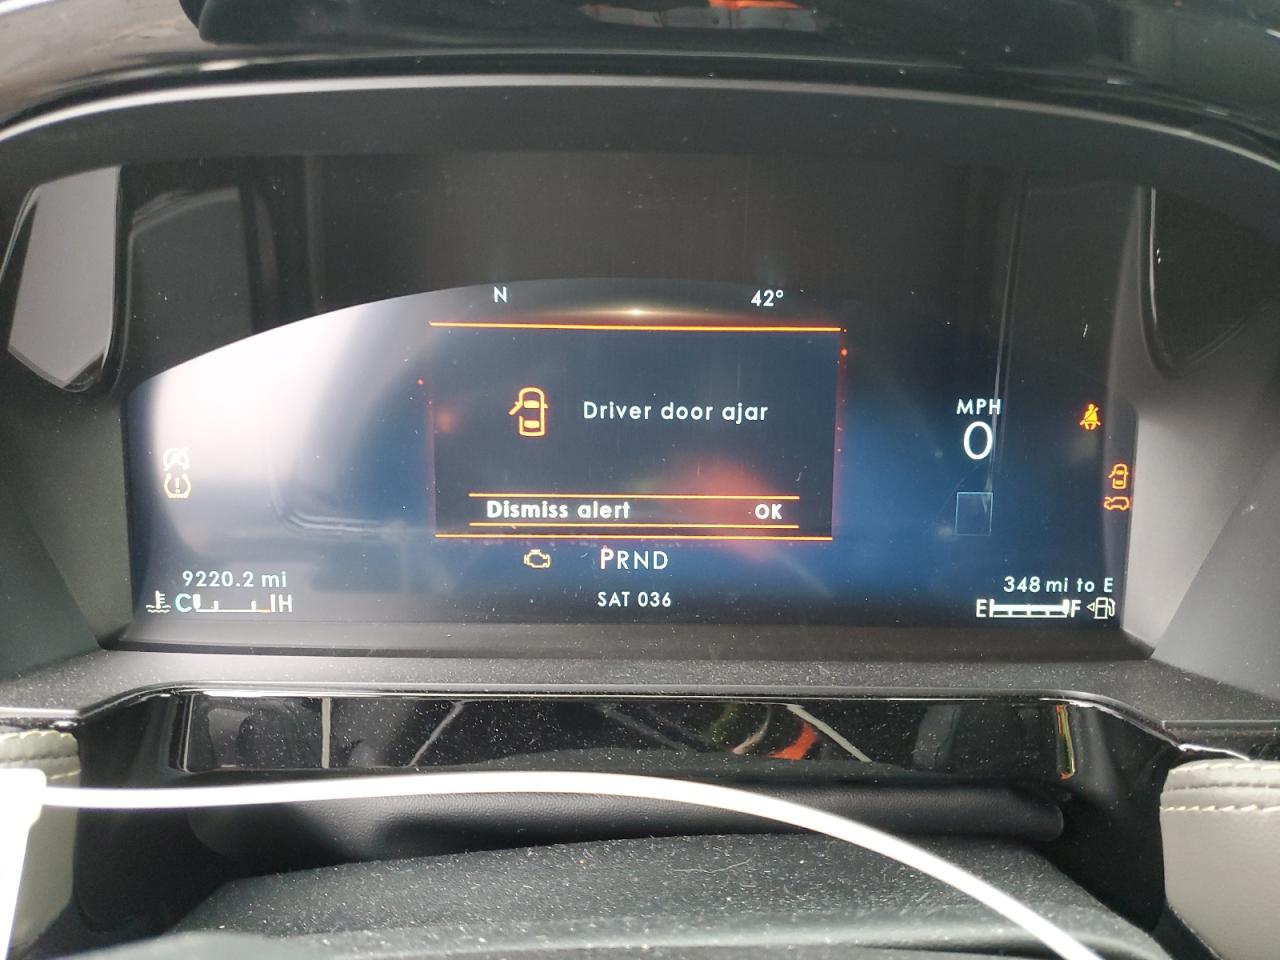 N 42°
Driver door ajar
MPH
0
Dismiss alert OK
PRND
9220.2 mi
348 mi to E
C H
SAT 036
E F